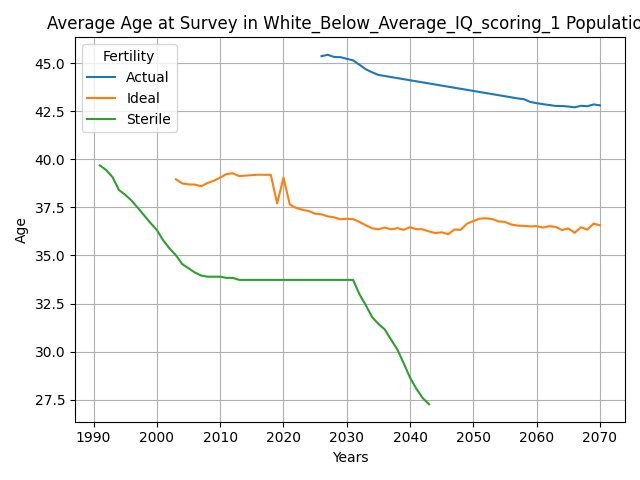 Average Age at Survey in White_Below_Average_IQ_scoring_1 Populatio
Fertility
Actual
Ideal
Sterile
45.0
42.5
40.0
37.5
35.0
32.5
30.0
27.5
Age
1990 2000 2010 2020 2030 2040 2050 2060 2070
Years